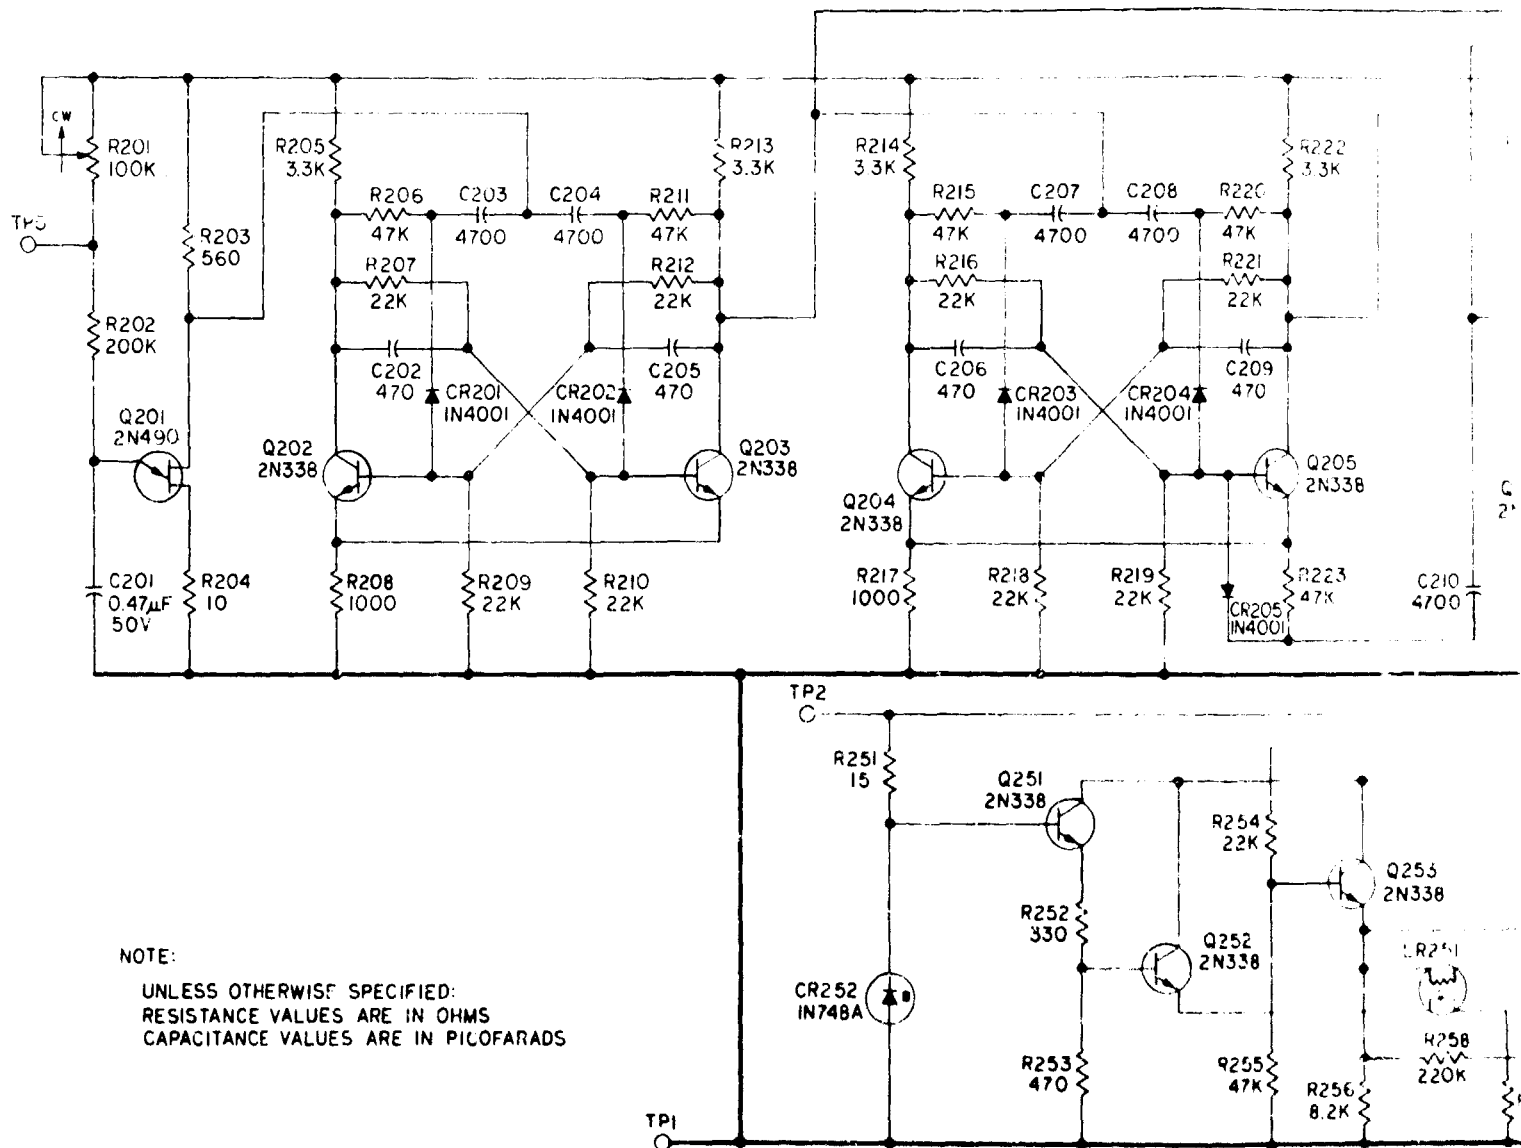 CW
R201
100K
TP5
R203
560
R202
200K
Q201
2N490
C201
0.47µF
50V
R204
10
R205
3.3K
R206
47K
C203
4700
C204
4700
R211
47K
R213
3.3K
R207
22K
R212
22K
C202
470
CR201
1N4001
CR202
1N4001
C205
470
Q202
2N338
Q203
2N338
R208
1000
R209
22K
R210
22K
R214
3.3K
R215
47K
C207
4700
C208
4700
R220
47K
R222
3.3K
R216
22K
R221
22K
C206
470
CR203
1N4001
CR204
1N4001
C209
470
Q204
2N338
Q205
2N338
R217
1000
R218
22K
R219
22K
CR205
1N4001
R223
47K
C210
4700
TP2
R251
15
Q251
2N338
R254
22K
Q253
2N338
R252
330
Q252
2N338
CR252
1N748A
R253
470
R255
47K
R256
8.2K
R258
220K
TP1
NOTE:
UNLESS OTHERWISE SPECIFIED:
RESISTANCE VALUES ARE IN OHMS
CAPACITANCE VALUES ARE IN PICOFARADS